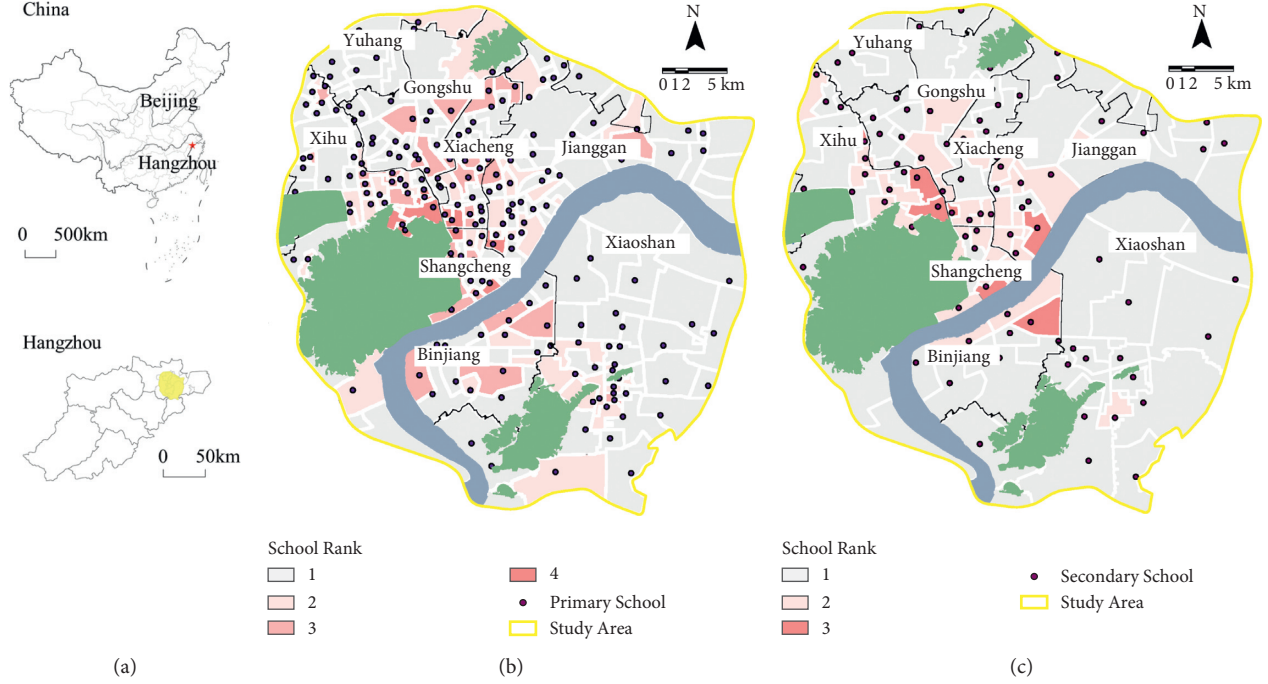 China
Beijing
Hangzhou
0 500km
Hangzhou
0 50km
(a)
N
0 1 2 5 km
Yuhang
Gongshu
Xihu
Xiacheng
Jianggan
Xiaoshan
Shangcheng
Binjiang
School Rank
1
2
3
4
Primary School
Study Area
(b)
N
0 1 2 5 km
Yuhang
Gongshu
Xihu
Xiacheng
Jianggan
Xiaoshan
Shangcheng
Binjiang
School Rank
1
2
3
Secondary School
Study Area
(c)